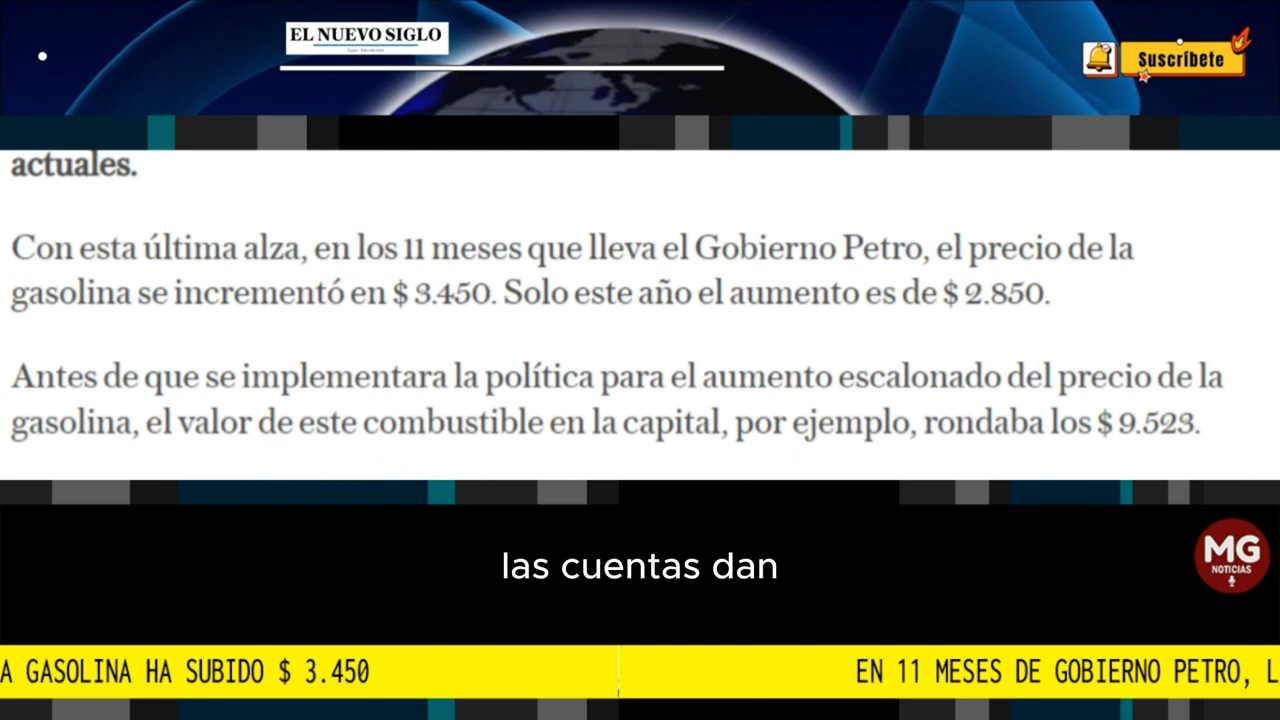 EL NUEVO SIGLO
Suscríbete
actuales.
Con esta última alza, en los 11 meses que lleva el Gobierno Petro, el precio de la
gasolina se incrementó en $ 3.450. Solo este año el aumento es de $ 2.850.
Antes de que se implementara la política para el aumento escalonado del precio de la
gasolina, el valor de este combustible en la capital, por ejemplo, rondaba los $ 9.523.
las cuentas dan
MG
NOTICIAS
A GASOLINA HA SUBIDO $ 3.450
EN 11 MESES DE GOBIERNO PETRO, L